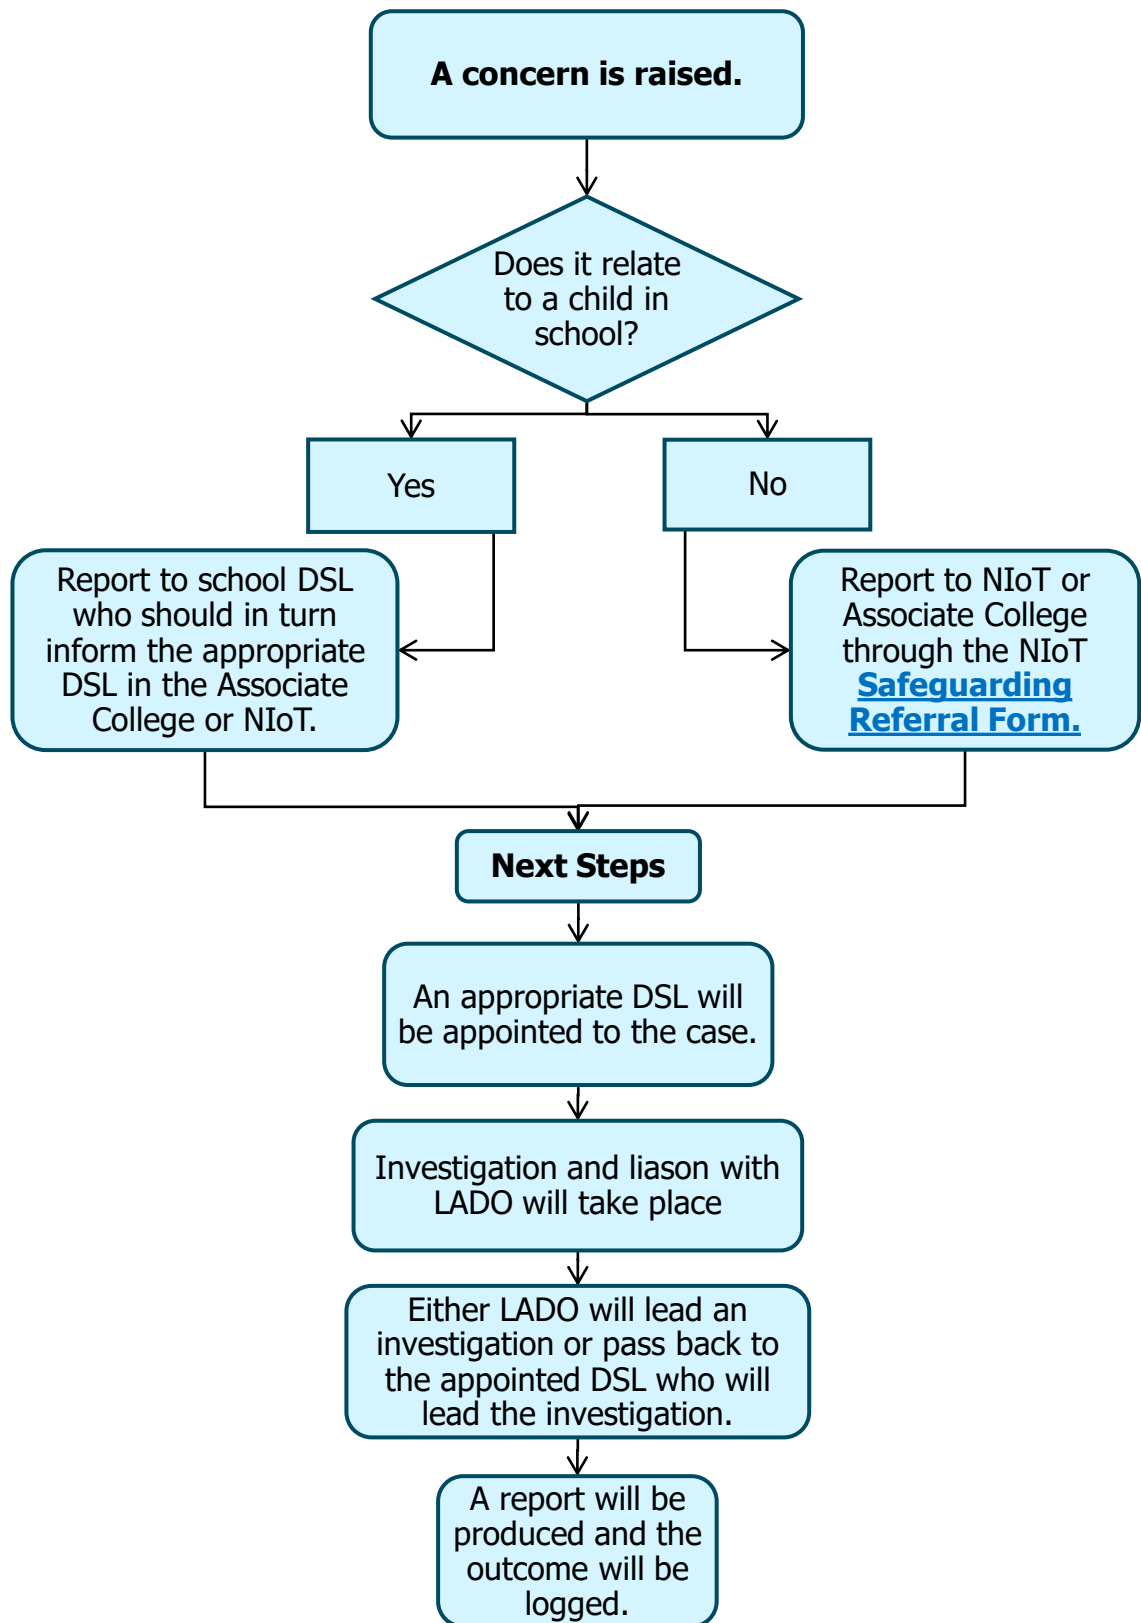 A concern is raised.
Does it relate
to a child in
school?
Yes
No
Report to school DSL
who should in turn
inform the appropriate
DSL in the Associate
College or NIoT.
Report to NIoT or
Associate College
through the NIoT
Safeguarding
Referral Form.
Next Steps
An appropriate DSL will
be appointed to the case.
Investigation and liason with
LADO will take place
Either LADO will lead an
investigation or pass back to
the appointed DSL who will
lead the investigation.
A report will be
produced and the
outcome will be
logged.